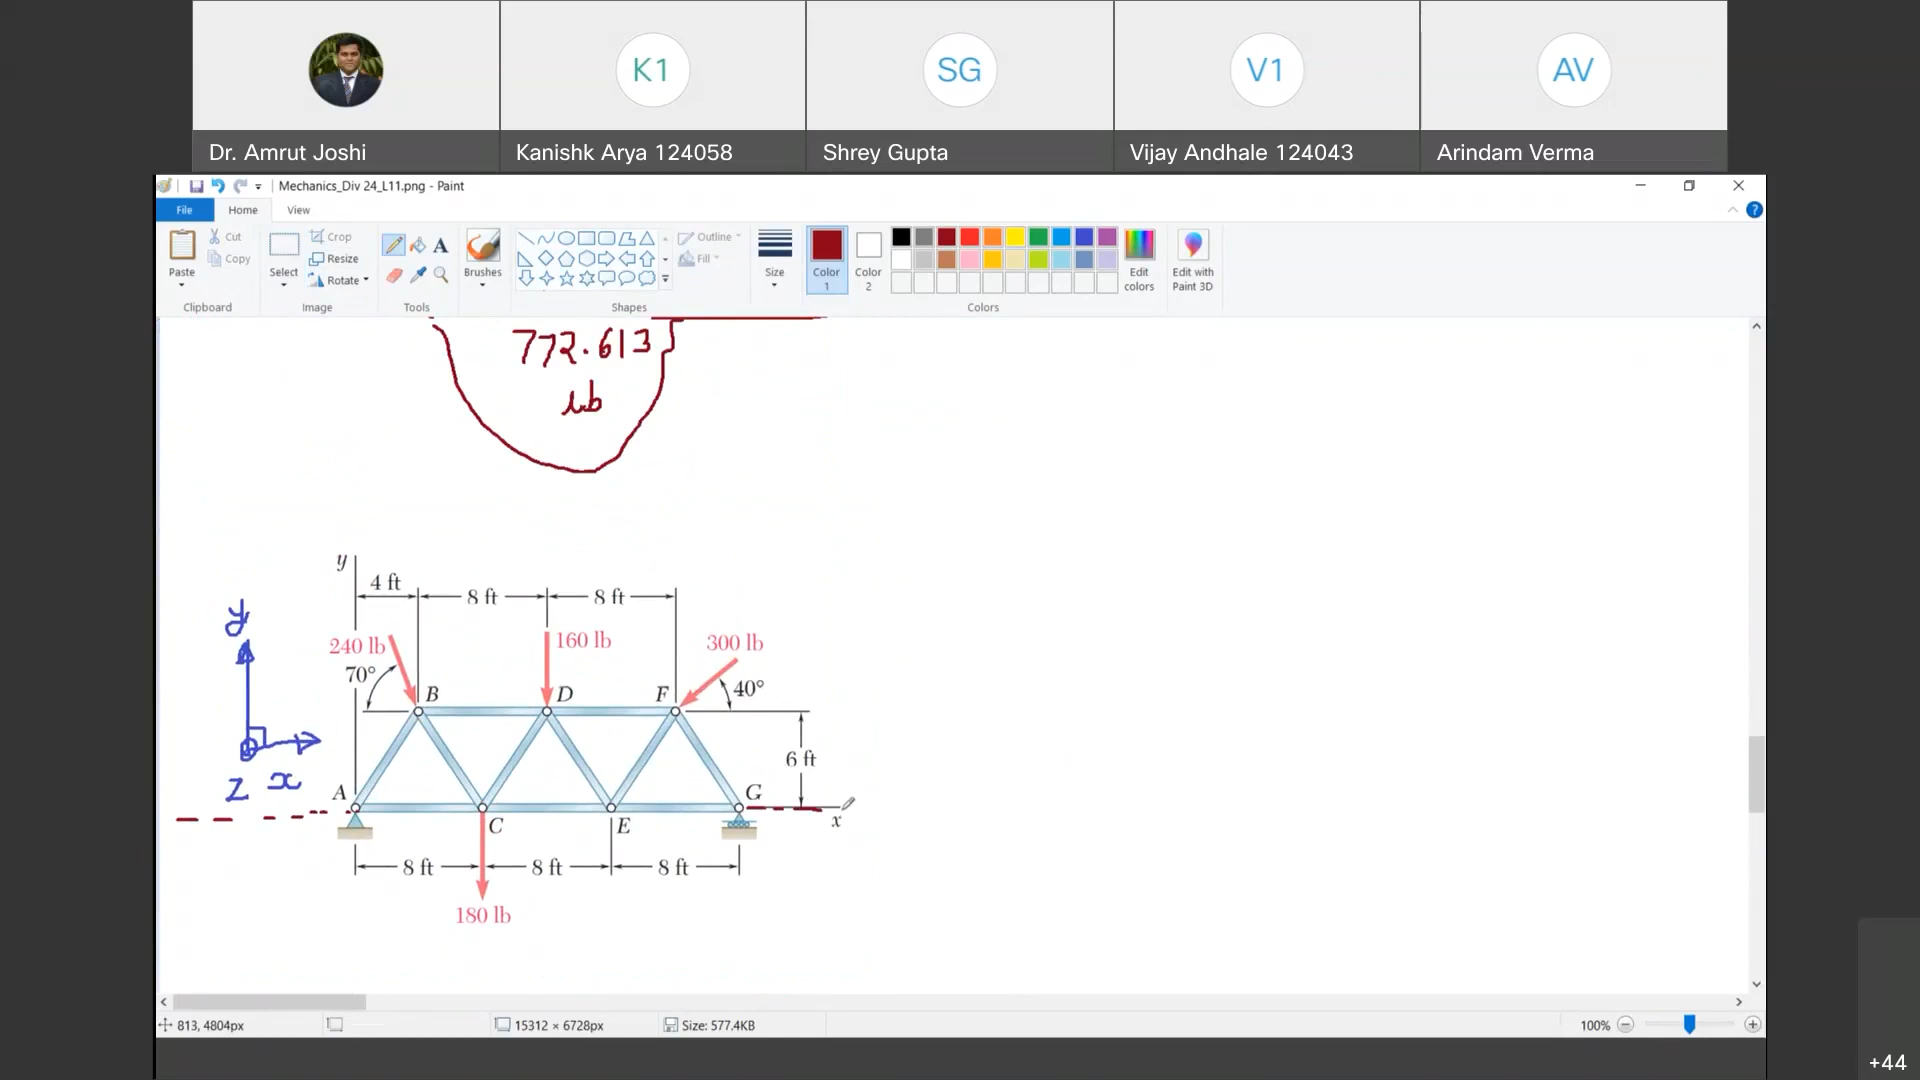 K1
SG
V1
AV
Dr. Amrut Joshi
Kanishk Arya 124058
Shrey Gupta
Vijay Andhale 124043
Arindam Verma
Mechanics_Div 24_L11.png - Paint
File
Home
View
Paste
Cut
Copy
Clipboard
Select
Crop
Resize
Rotate
Image
A
Tools
Brushes
Outline
Fill
Shapes
Size
Color
1
Color
2
Edit
colors
Colors
Edit with
Paint 3D
?
772.613
lb
y
4 ft
8 ft
8 ft
y
240 lb
160 lb
300 lb
70°
40°
B
D
F
6 ft
z
x
A
G
C
E
x
8 ft
8 ft
8 ft
180 lb
813, 4804px
15312 × 6728px
Size: 577.4KB
100%
+44